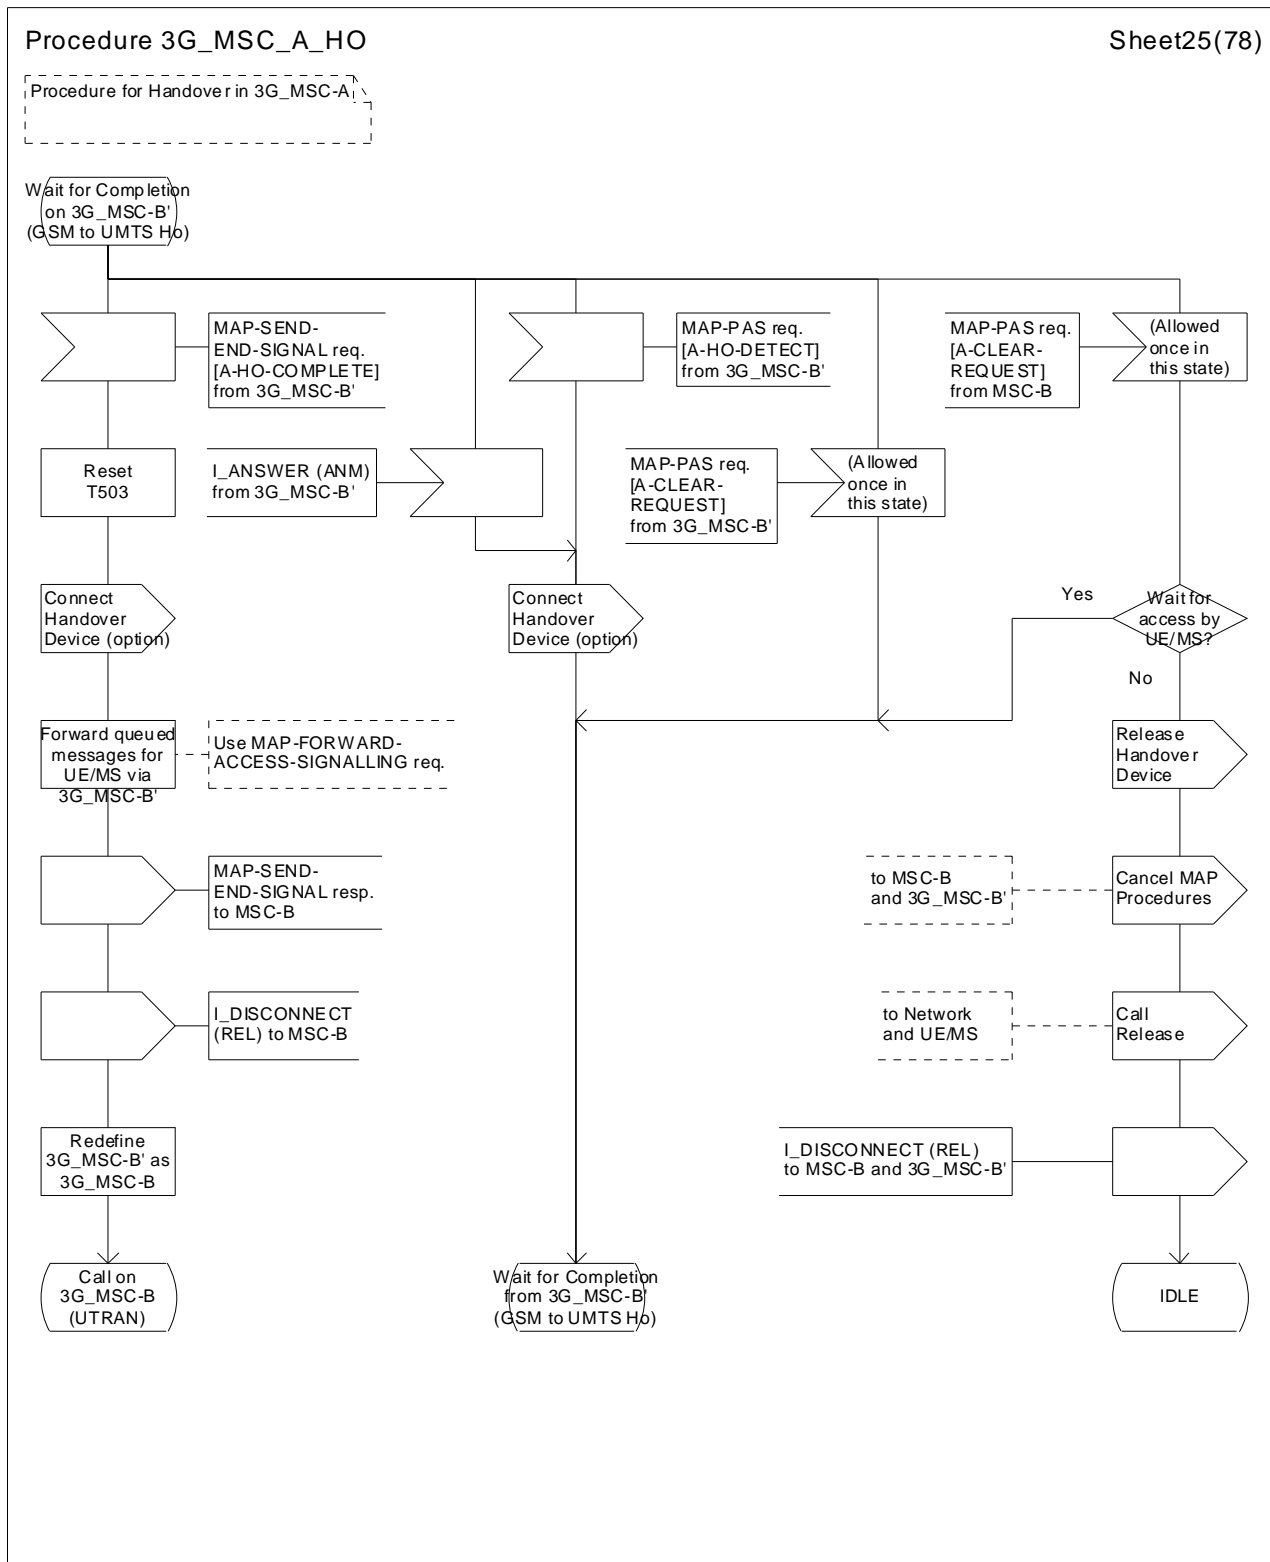 Procedure 3G_MSC_A_HO
Sheet25(78)
Procedure for Handover in 3G_MSC-A
Wait for Completion
on 3G_MSC-B'
(GSM to UMTS Ho)
MAP-SEND-
END-SIGNAL req.
[A-HO-COMPLETE]
from 3G_MSC-B'
MAP-PAS req.
[A-HO-DETECT]
from 3G_MSC-B'
MAP-PAS req.
[A-CLEAR-
REQUEST]
from MSC-B
(Allowed
once in
this state)
Reset
T503
I_ANSWER (ANM)
from 3G_MSC-B'
MAP-PAS req.
[A-CLEAR-
REQUEST]
from 3G_MSC-B'
(Allowed
once in
this state)
Connect
Handover
Device (option)
Connect
Handover
Device (option)
Yes
Wait for
access by
UE/MS?
No
Forward queued
messages for
UE/MS via
3G_MSC-B'
Use MAP-FORWARD-
ACCESS-SIGNALLING req.
Release
Handover
Device
MAP-SEND-
END-SIGNAL resp.
to MSC-B
to MSC-B
and 3G_MSC-B'
Cancel MAP
Procedures
I_DISCONNECT
(REL) to MSC-B
to Network
and UE/MS
Call
Release
Redefine
3G_MSC-B' as
3G_MSC-B
I_DISCONNECT (REL)
to MSC-B and 3G_MSC-B'
Call on
3G_MSC-B
(UTRAN)
Wait for Completion
from 3G_MSC-B'
(GSM to UMTS Ho)
IDLE